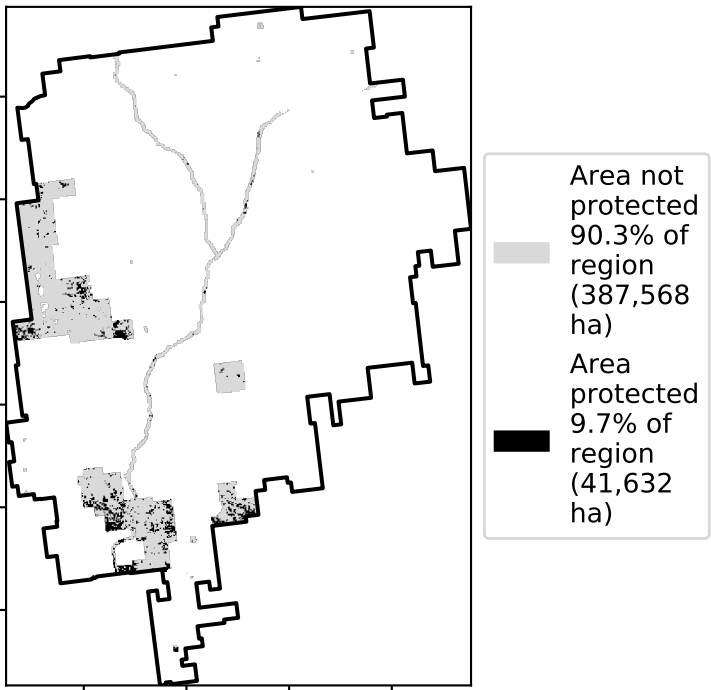 Area not
protected
90.3% of
region
(387,568
ha)
Area
protected
9.7% of
region
(41,632
ha)